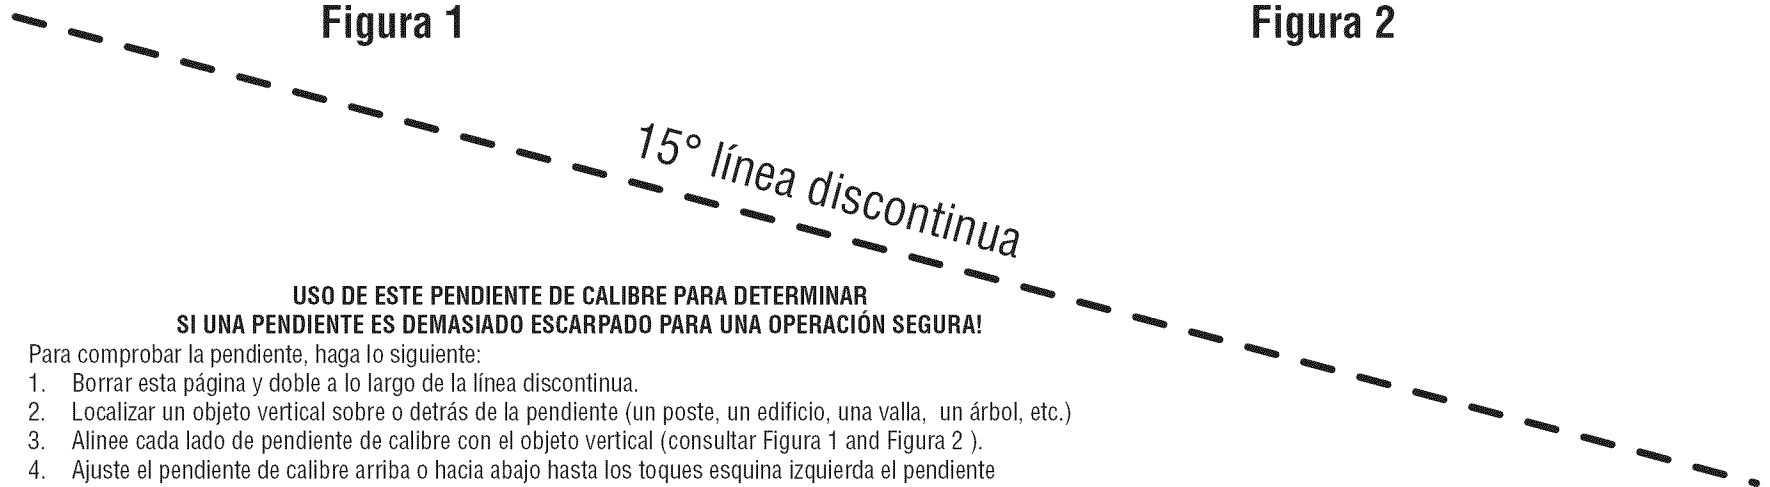 Figura 1
Figura 2
15° línea discontinua
USO DE ESTE PENDIENTE DE CALIBRE PARA DETERMINAR
SI UNA PENDIENTE ES DEMASIADO ESCARPADO PARA UNA OPERACIÓN SEGURA!
Para comprobar la pendiente, haga lo siguiente:
1. Borrar esta página y doble a lo largo de la línea discontinua.
2. Localizar un objeto vertical sobre o detrás de la pendiente (un poste, un edificio, una valla, un árbol, etc.)
3. Alinee cada lado de pendiente de calibre con el objeto vertical (consultar Figura 1 and Figura 2 ).
4. Ajuste el pendiente de calibre arriba o hacia abajo hasta los toques esquina izquierda el pendiente